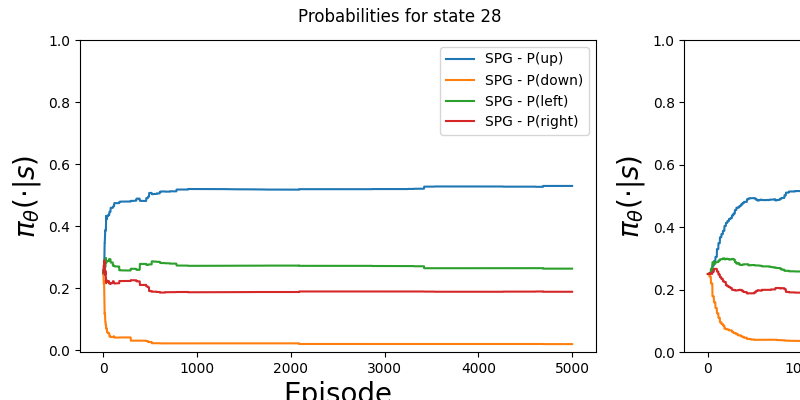 Probabilities for state 28
1.0
0.8
0.6
0.4
0.2
0.0
π_θ(·|s)
SPG - P(up)
SPG - P(down)
SPG - P(left)
SPG - P(right)
0 1000 2000 3000 4000 5000
Episode
1.0
0.8
0.6
0.4
0.2
0.0
π_θ(·|s)
0